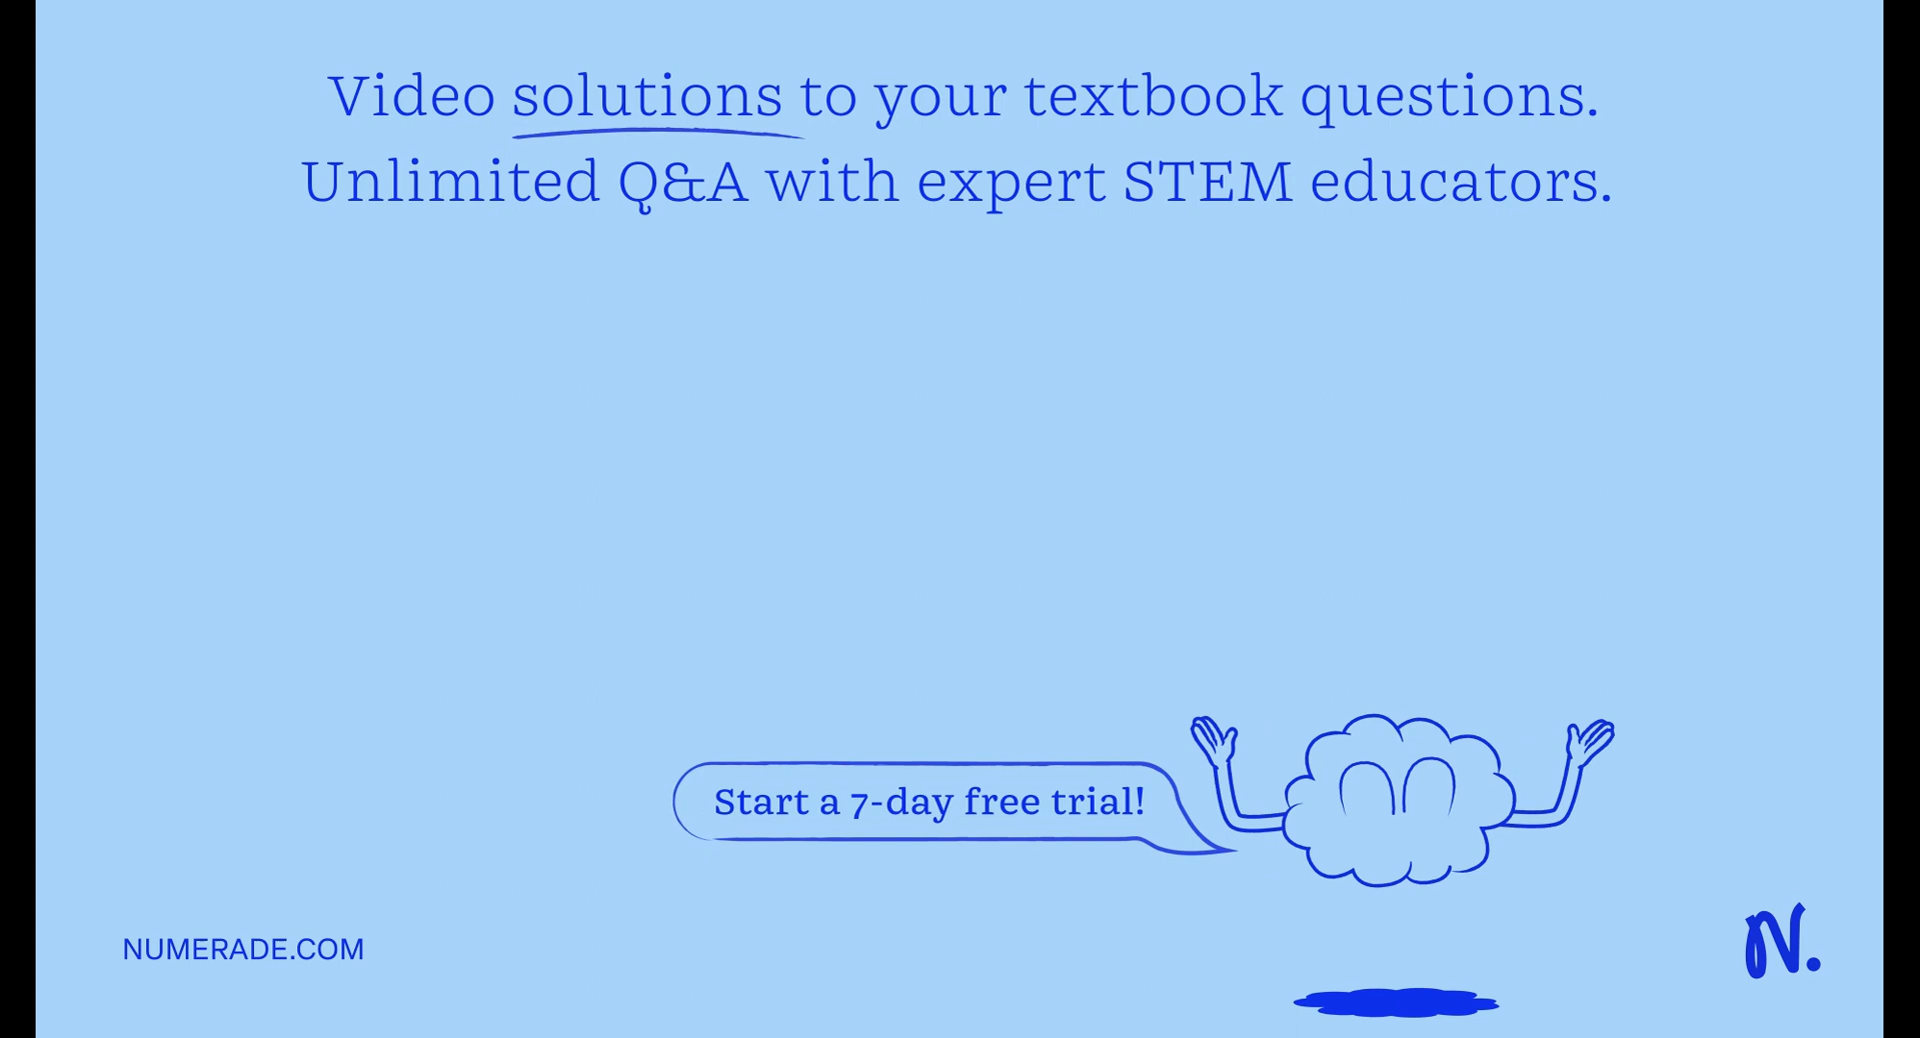 Video solutions to your textbook questions.
Unlimited Q&A with expert STEM educators.
Start a 7-day free trial!
NUMERADE.COM
N.